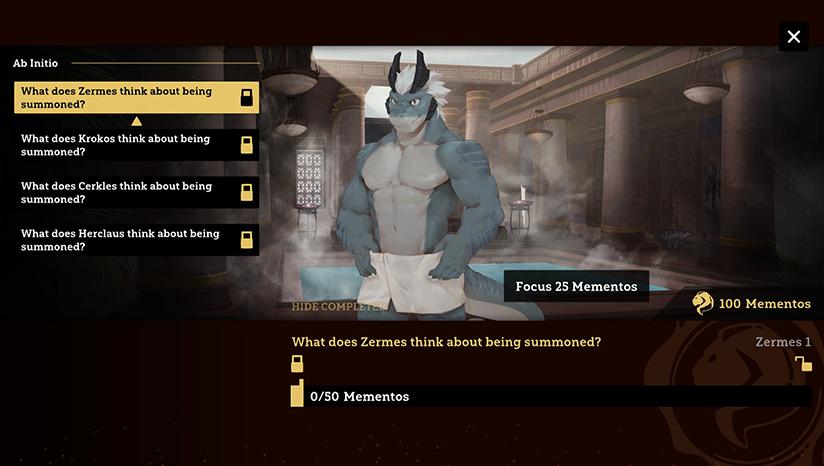 Ab Initio
What does Zermes think about being
summoned?
What does Krokos think about being
summoned?
What does Cerkles think about being
summoned?
What does Herclaus think about being
summoned?
Focus 25 Mementos
HIDE COMPLETED
100 Mementos
What does Zermes think about being summoned?
Zermes 1
0/50 Mementos